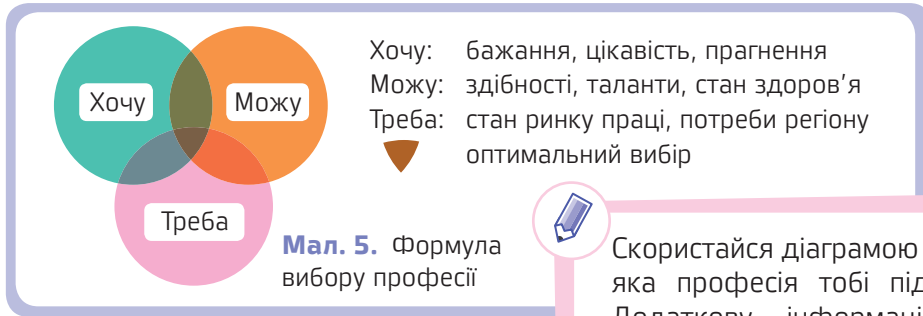 Хочу
Можу
Треба
Хочу: бажання, цікавість, прагнення
Можу: здібності, таланти, стан здоров’я
Треба: стан ринку праці, потреби регіону
оптимальний вибір
Мал. 5. Формула
вибору професії
Скористайся діаграмою
яка професія тобі під